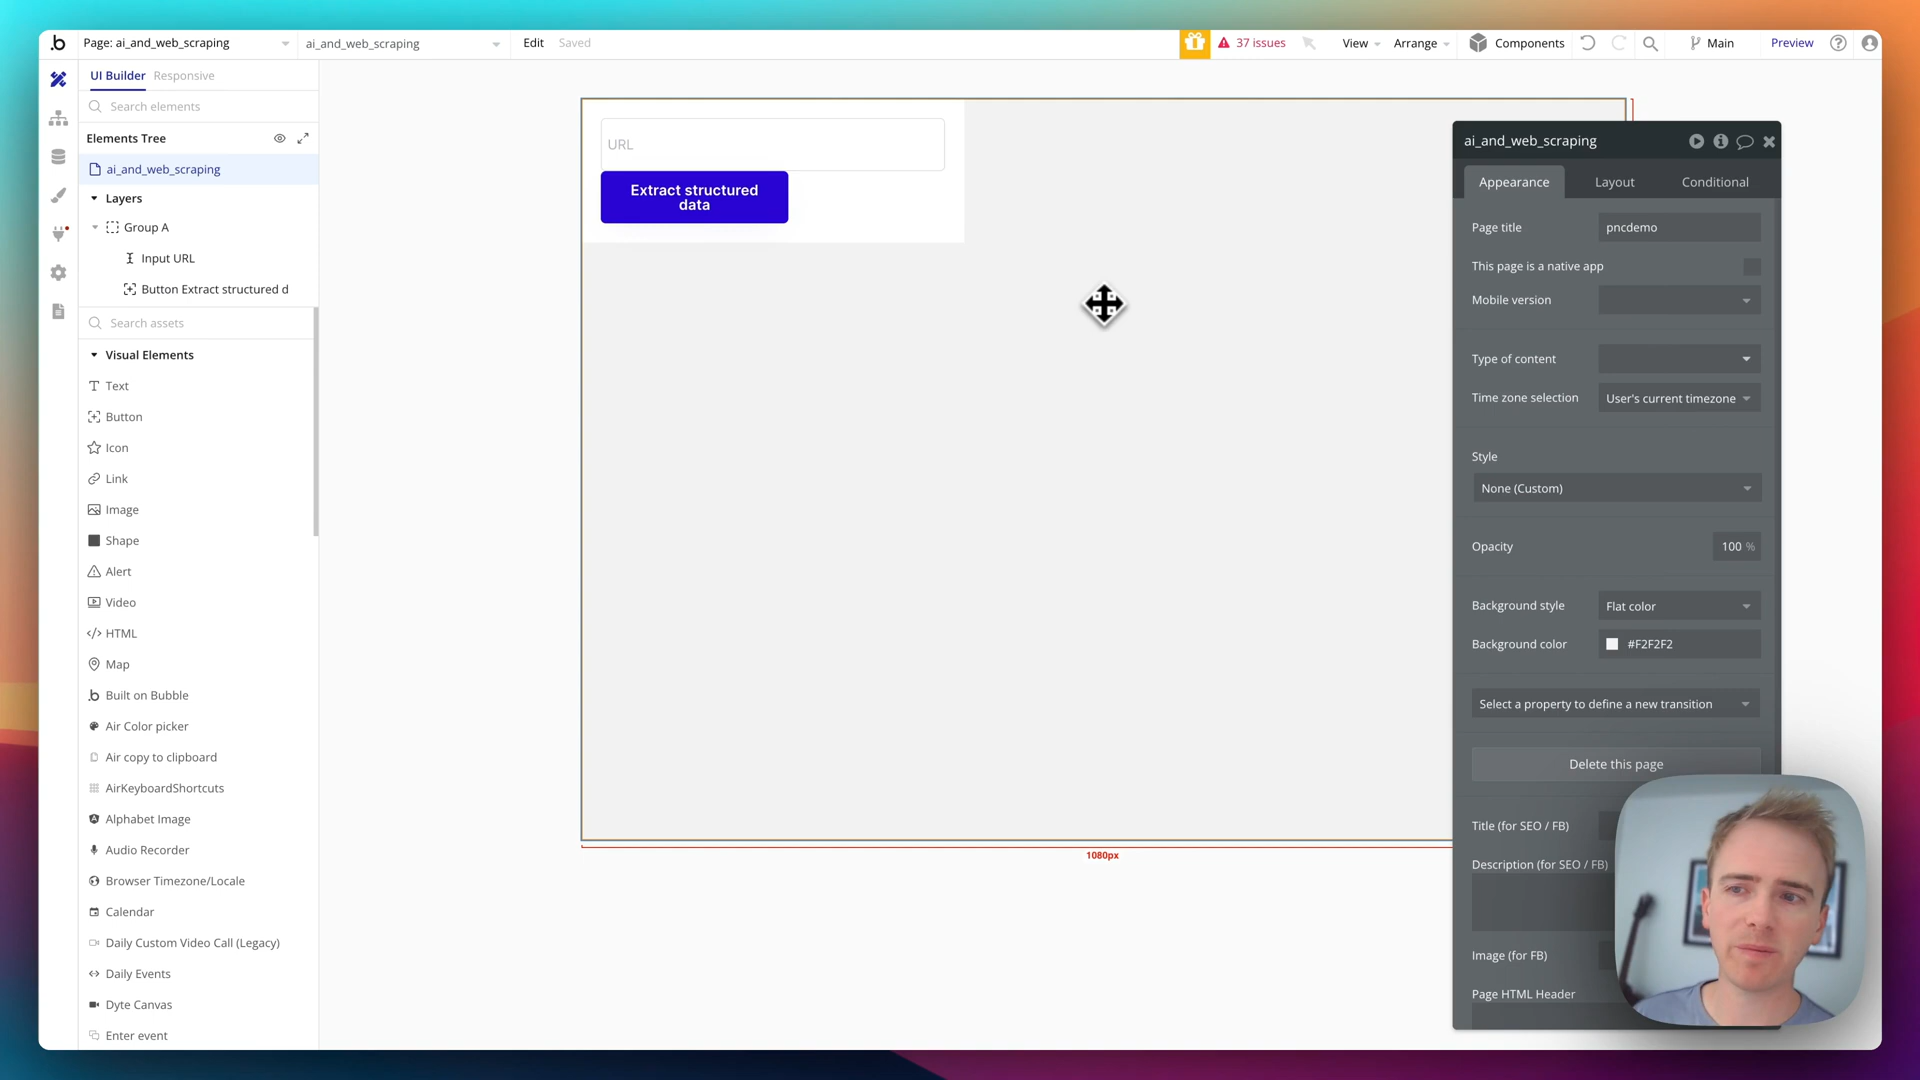 Page: ai_and_web_scraping
ai_and_web_scraping
Edit
Saved
37 issues
View
Arrange
Components
Main
Preview
UI Builder
Responsive
Search elements
Elements Tree
ai_and_web_scraping
Layers
Group A
Input URL
Button Extract structured d
Search assets
Visual Elements
Text
Button
Icon
Link
Image
Shape
Alert
Video
HTML
Map
Built on Bubble
Air Color picker
Air copy to clipboard
AirKeyboardShortcuts
Alphabet Image
Audio Recorder
Browser Timezone/Locale
Calendar
Daily Custom Video Call (Legacy)
Daily Events
Dyte Canvas
Enter event
URL
Extract structured
data
1080px
ai_and_web_scraping
Appearance
Layout
Conditional
Page title
pncdemo
This page is a native app
Mobile version
Type of content
Time zone selection
User's current timezone
Style
None (Custom)
Opacity
100 %
Background style
Flat color
Background color
#F2F2F2
Select a property to define a new transition
Delete this page
Title (for SEO / FB)
Description (for SEO / FB)
Image (for FB)
Page HTML Header